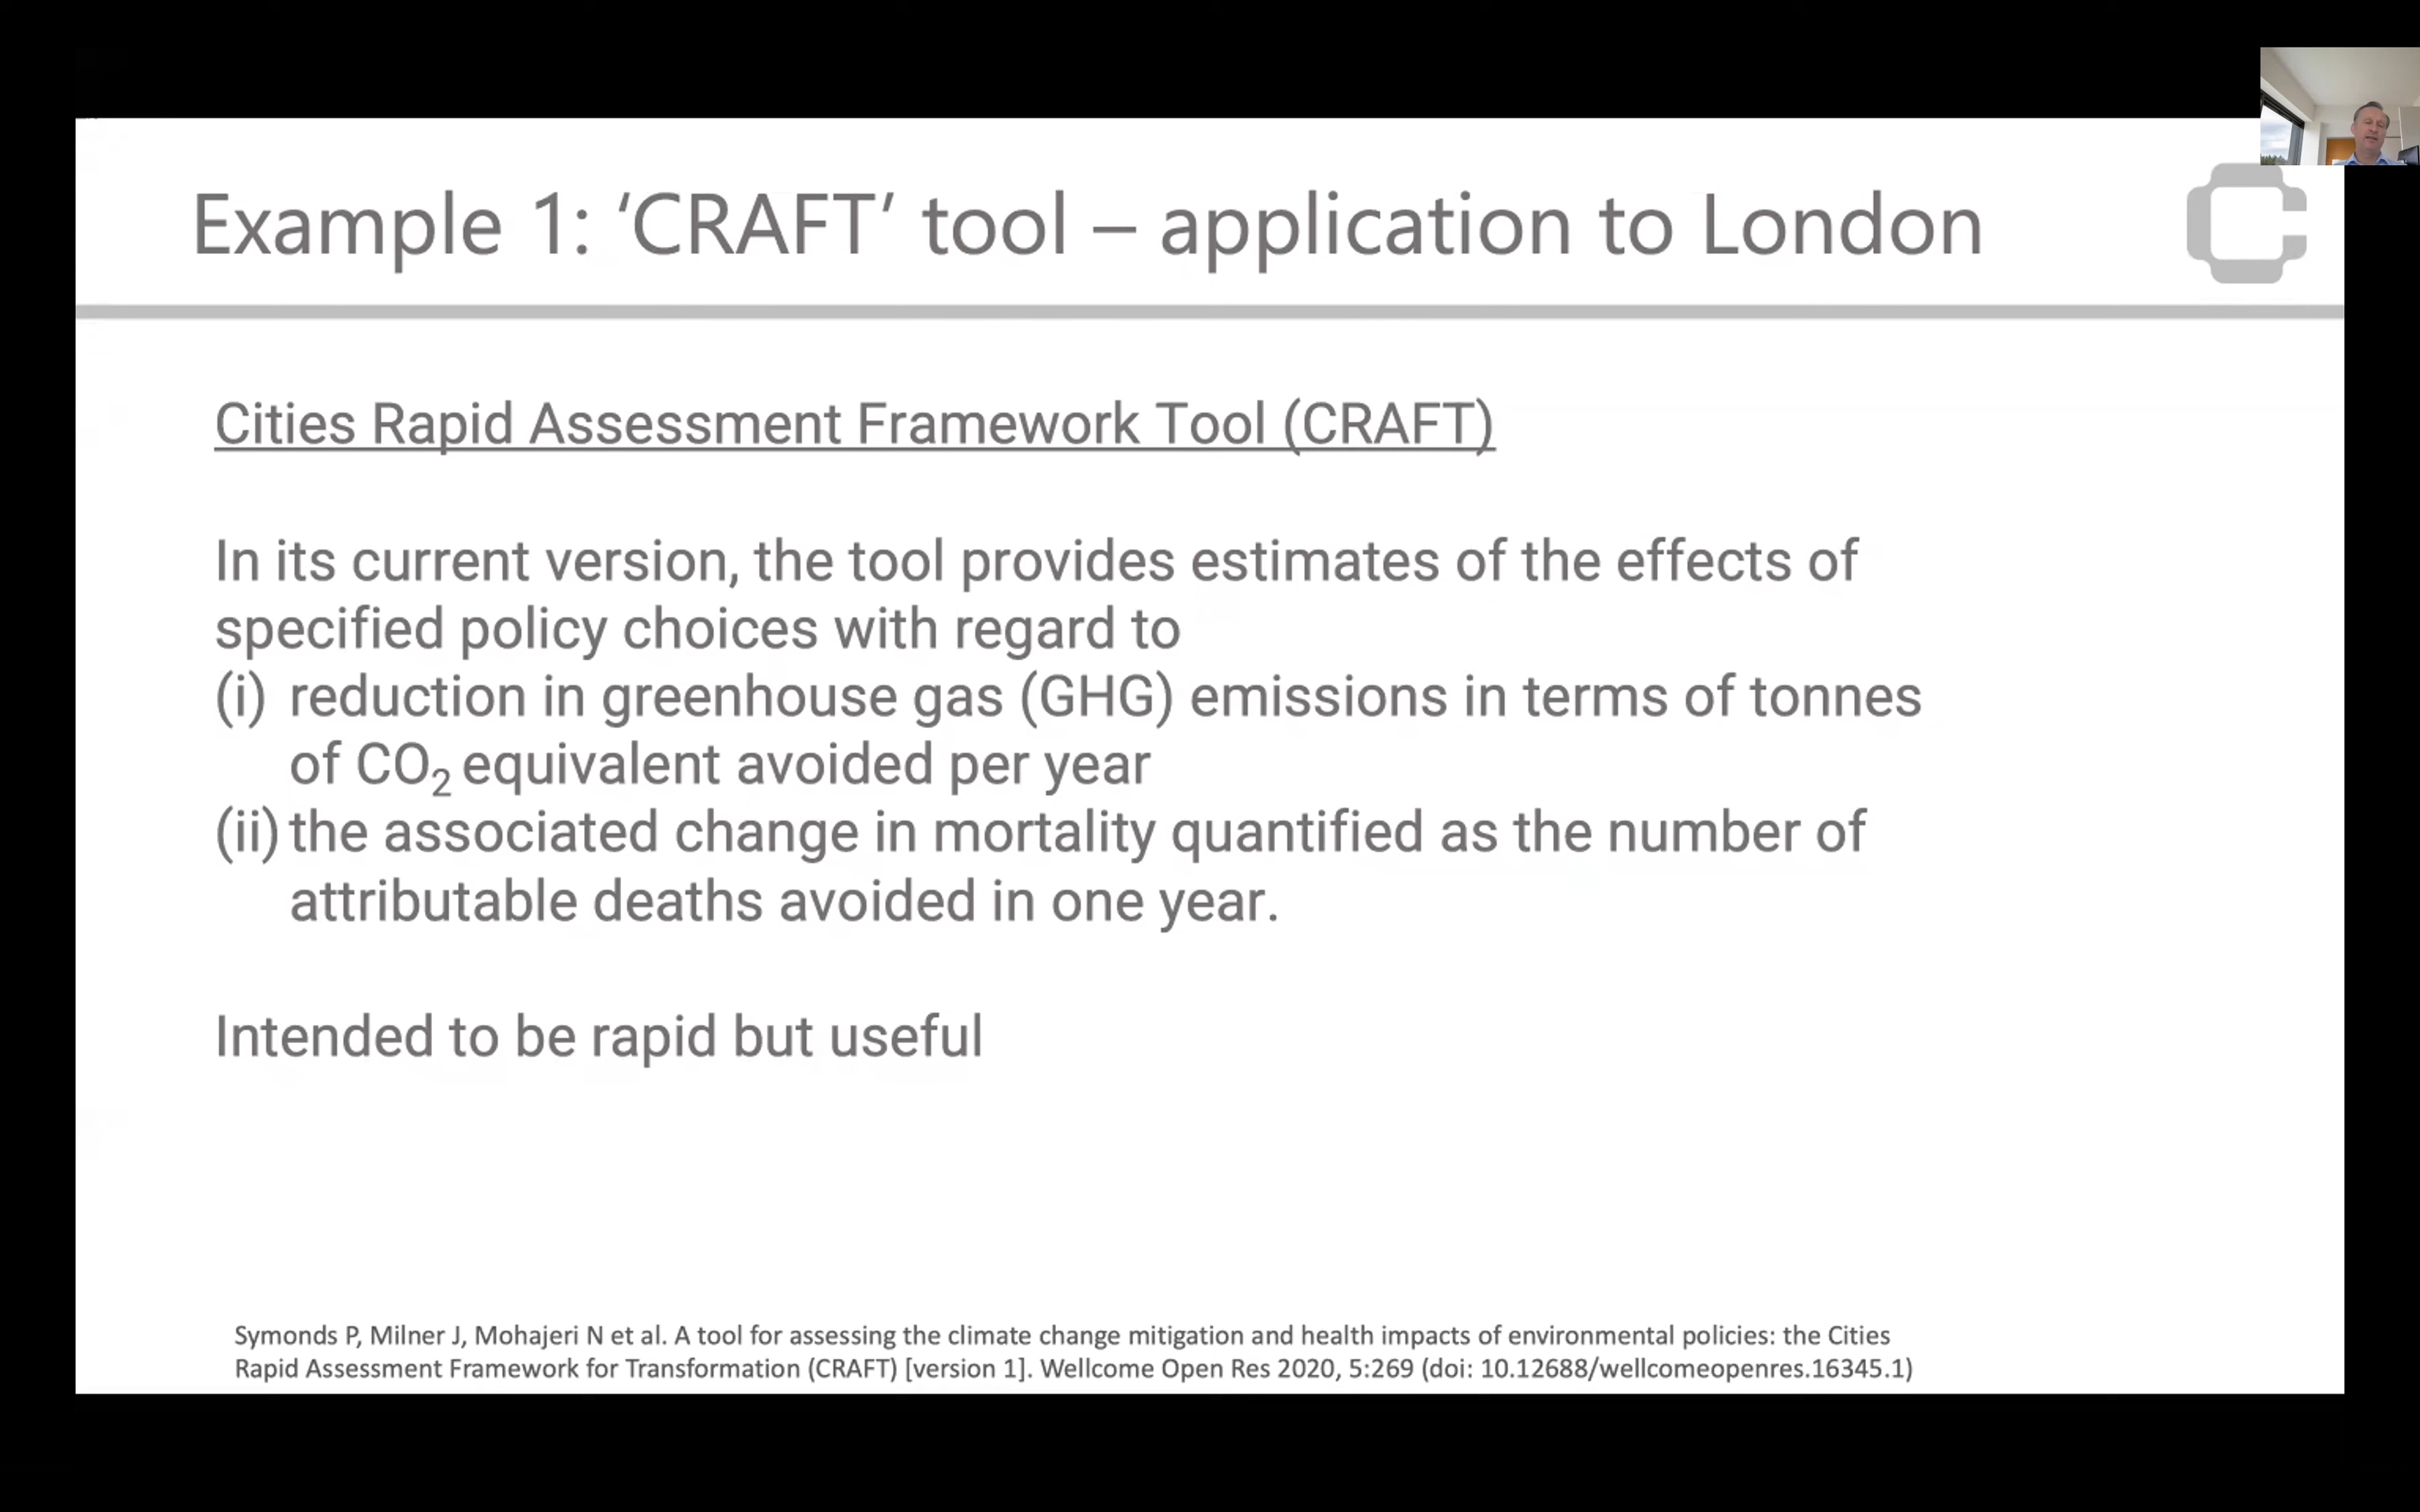 Example 1: ‘CRAFT’ tool – application to London
Cities Rapid Assessment Framework Tool (CRAFT)
In its current version, the tool provides estimates of the effects of
specified policy choices with regard to
(i) reduction in greenhouse gas (GHG) emissions in terms of tonnes
of CO₂ equivalent avoided per year
(ii) the associated change in mortality quantified as the number of
attributable deaths avoided in one year.
Intended to be rapid but useful
Symonds P, Milner J, Mohajeri N et al. A tool for assessing the climate change mitigation and health impacts of environmental policies: the Cities
Rapid Assessment Framework for Transformation (CRAFT) [version 1]. Wellcome Open Res 2020, 5:269 (doi: 10.12688/wellcomeopenres.16345.1)